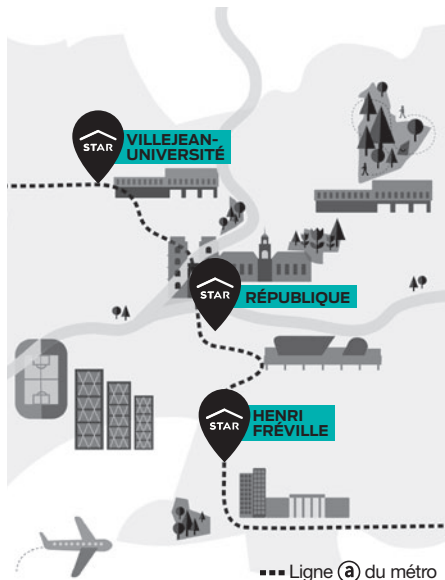 STAR
VILLEJEAN-
UNIVERSITÉ
STAR
RÉPUBLIQUE
STAR
HENRI
FRÉVILLE
Ligne a du métro